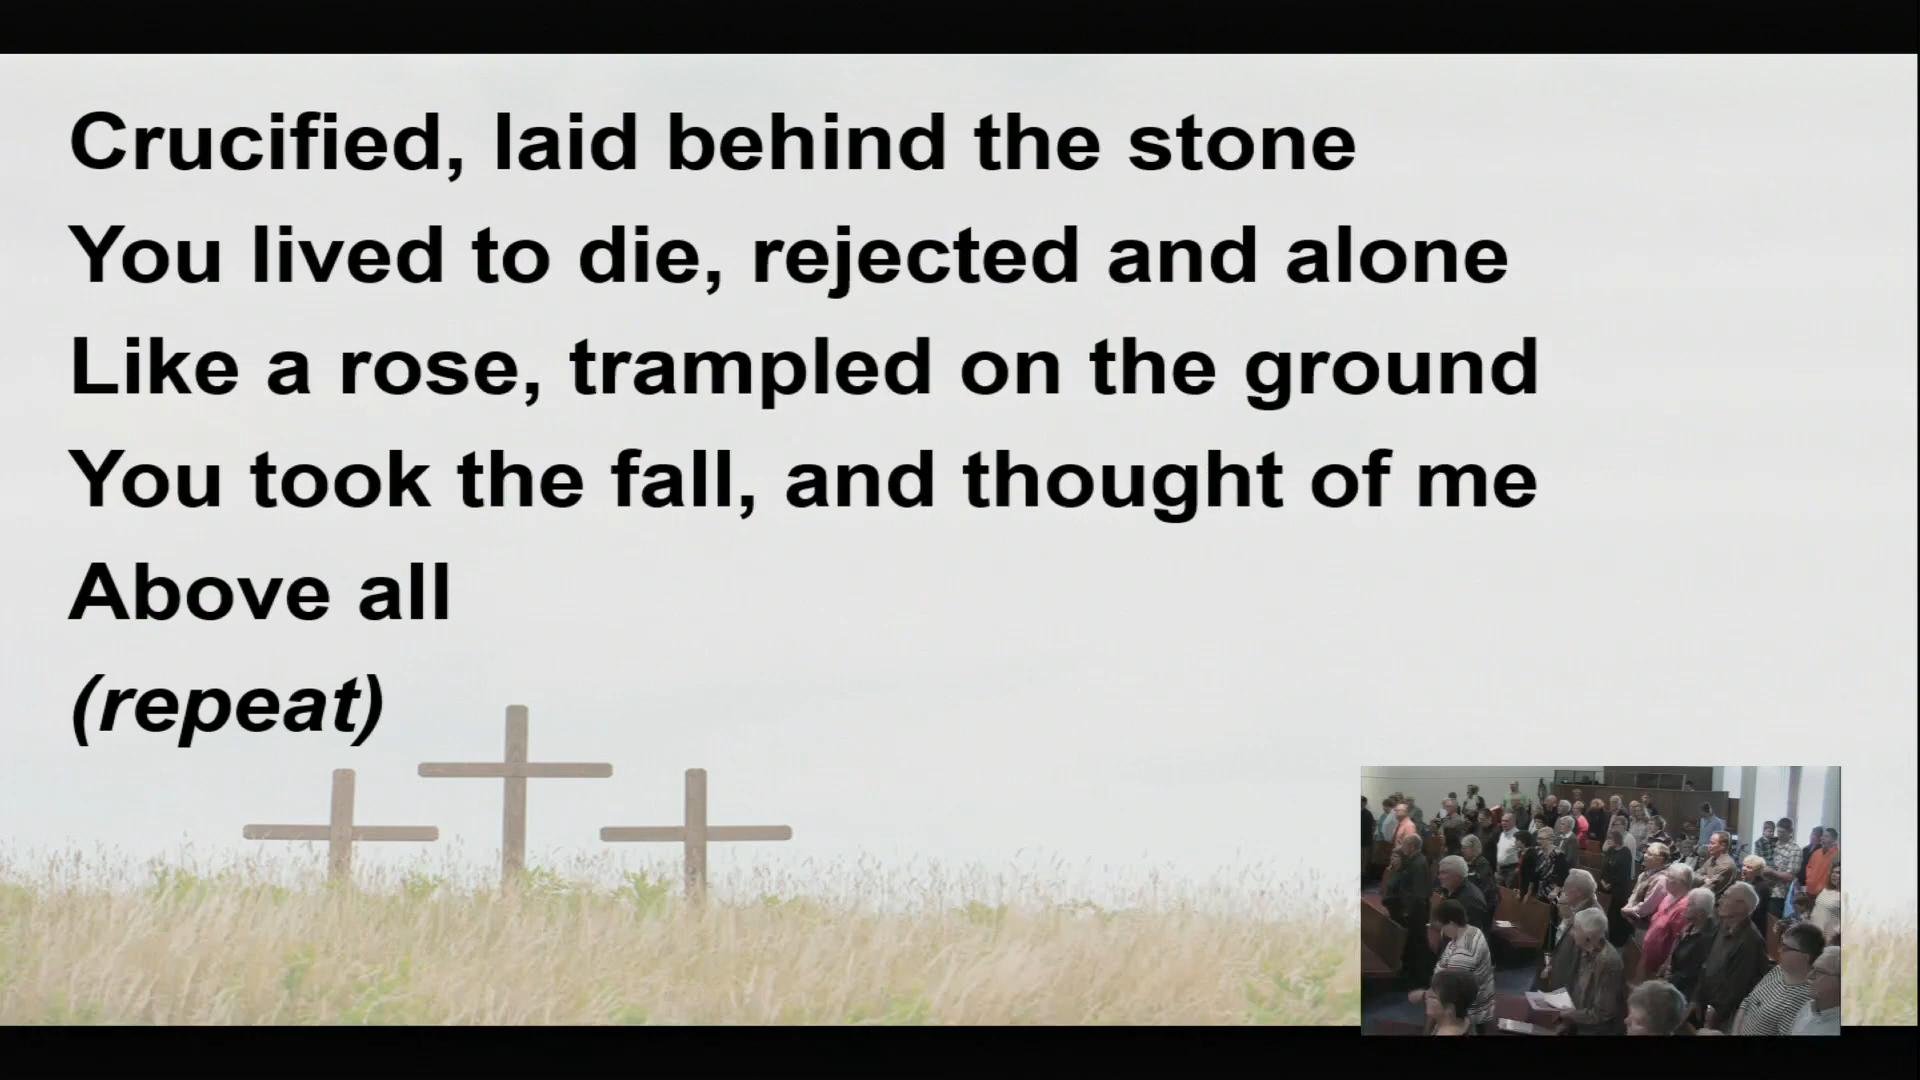 Crucified, laid behind the stone
You lived to die, rejected and alone
Like a rose, trampled on the ground
You took the fall, and thought of me
Above all
(repeat)